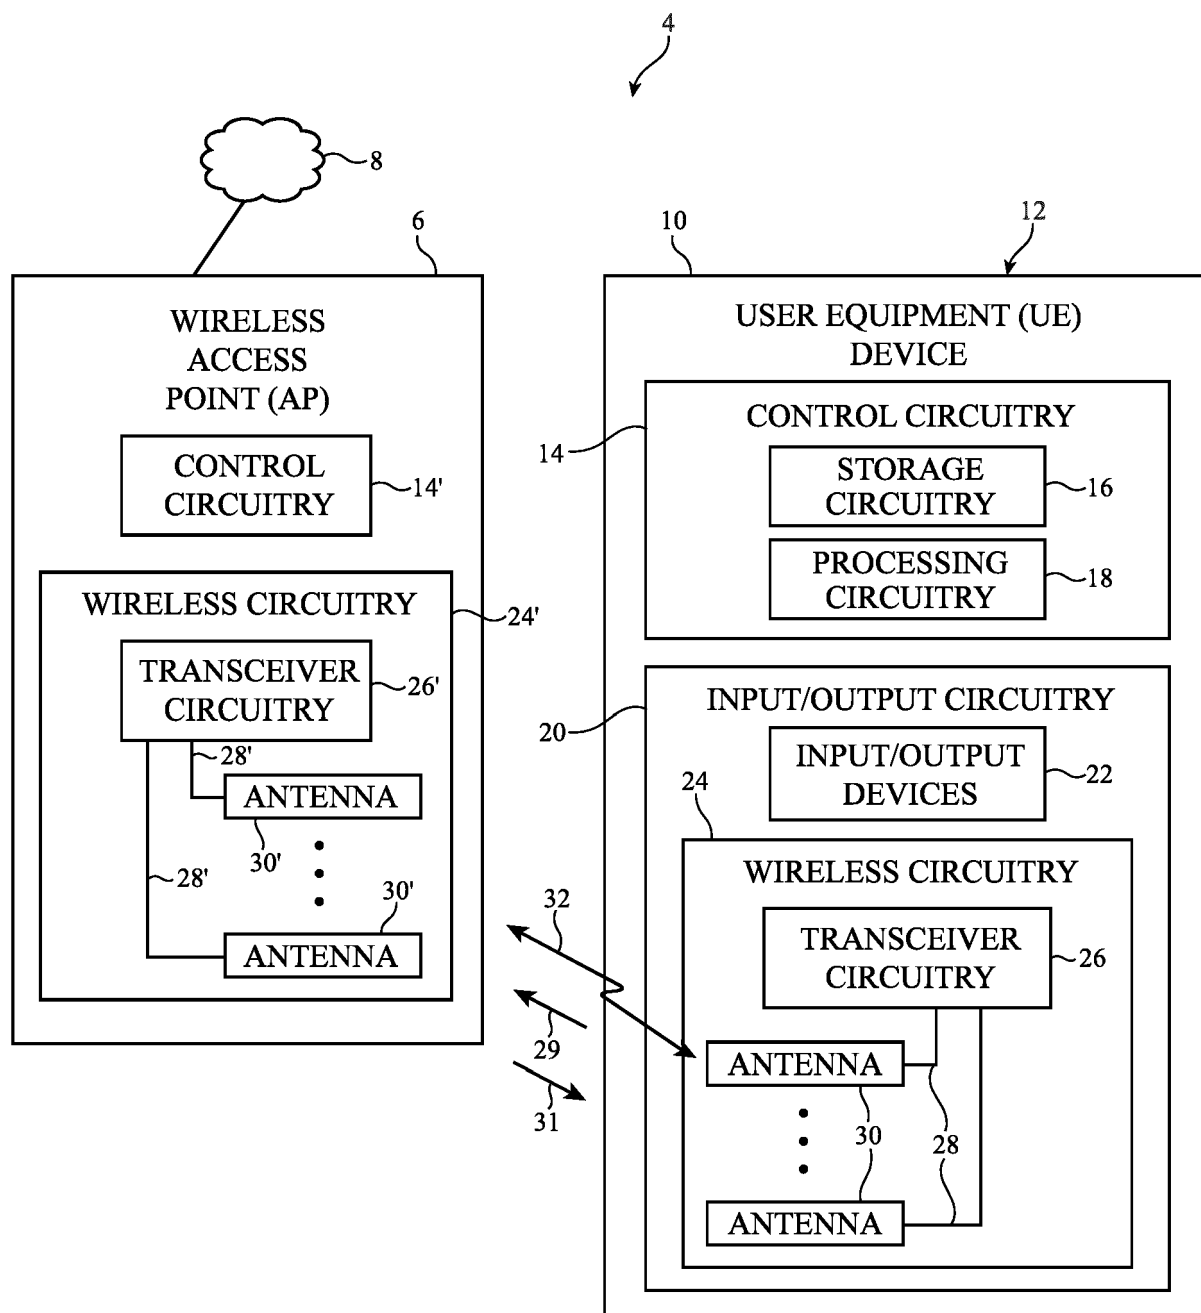 4
8
6
WIRELESS
ACCESS
POINT (AP)
CONTROL
CIRCUITRY
14'
WIRELESS CIRCUITRY
24'
TRANSCEIVER
CIRCUITRY
26'
28'
ANTENNA
30'
28'
30'
ANTENNA
32
29
31
10
12
USER EQUIPMENT (UE)
DEVICE
14
CONTROL CIRCUITRY
STORAGE
CIRCUITRY
16
PROCESSING
CIRCUITRY
18
20
INPUT/OUTPUT CIRCUITRY
INPUT/OUTPUT
DEVICES
22
24
WIRELESS CIRCUITRY
TRANSCEIVER
CIRCUITRY
26
ANTENNA
30
28
ANTENNA